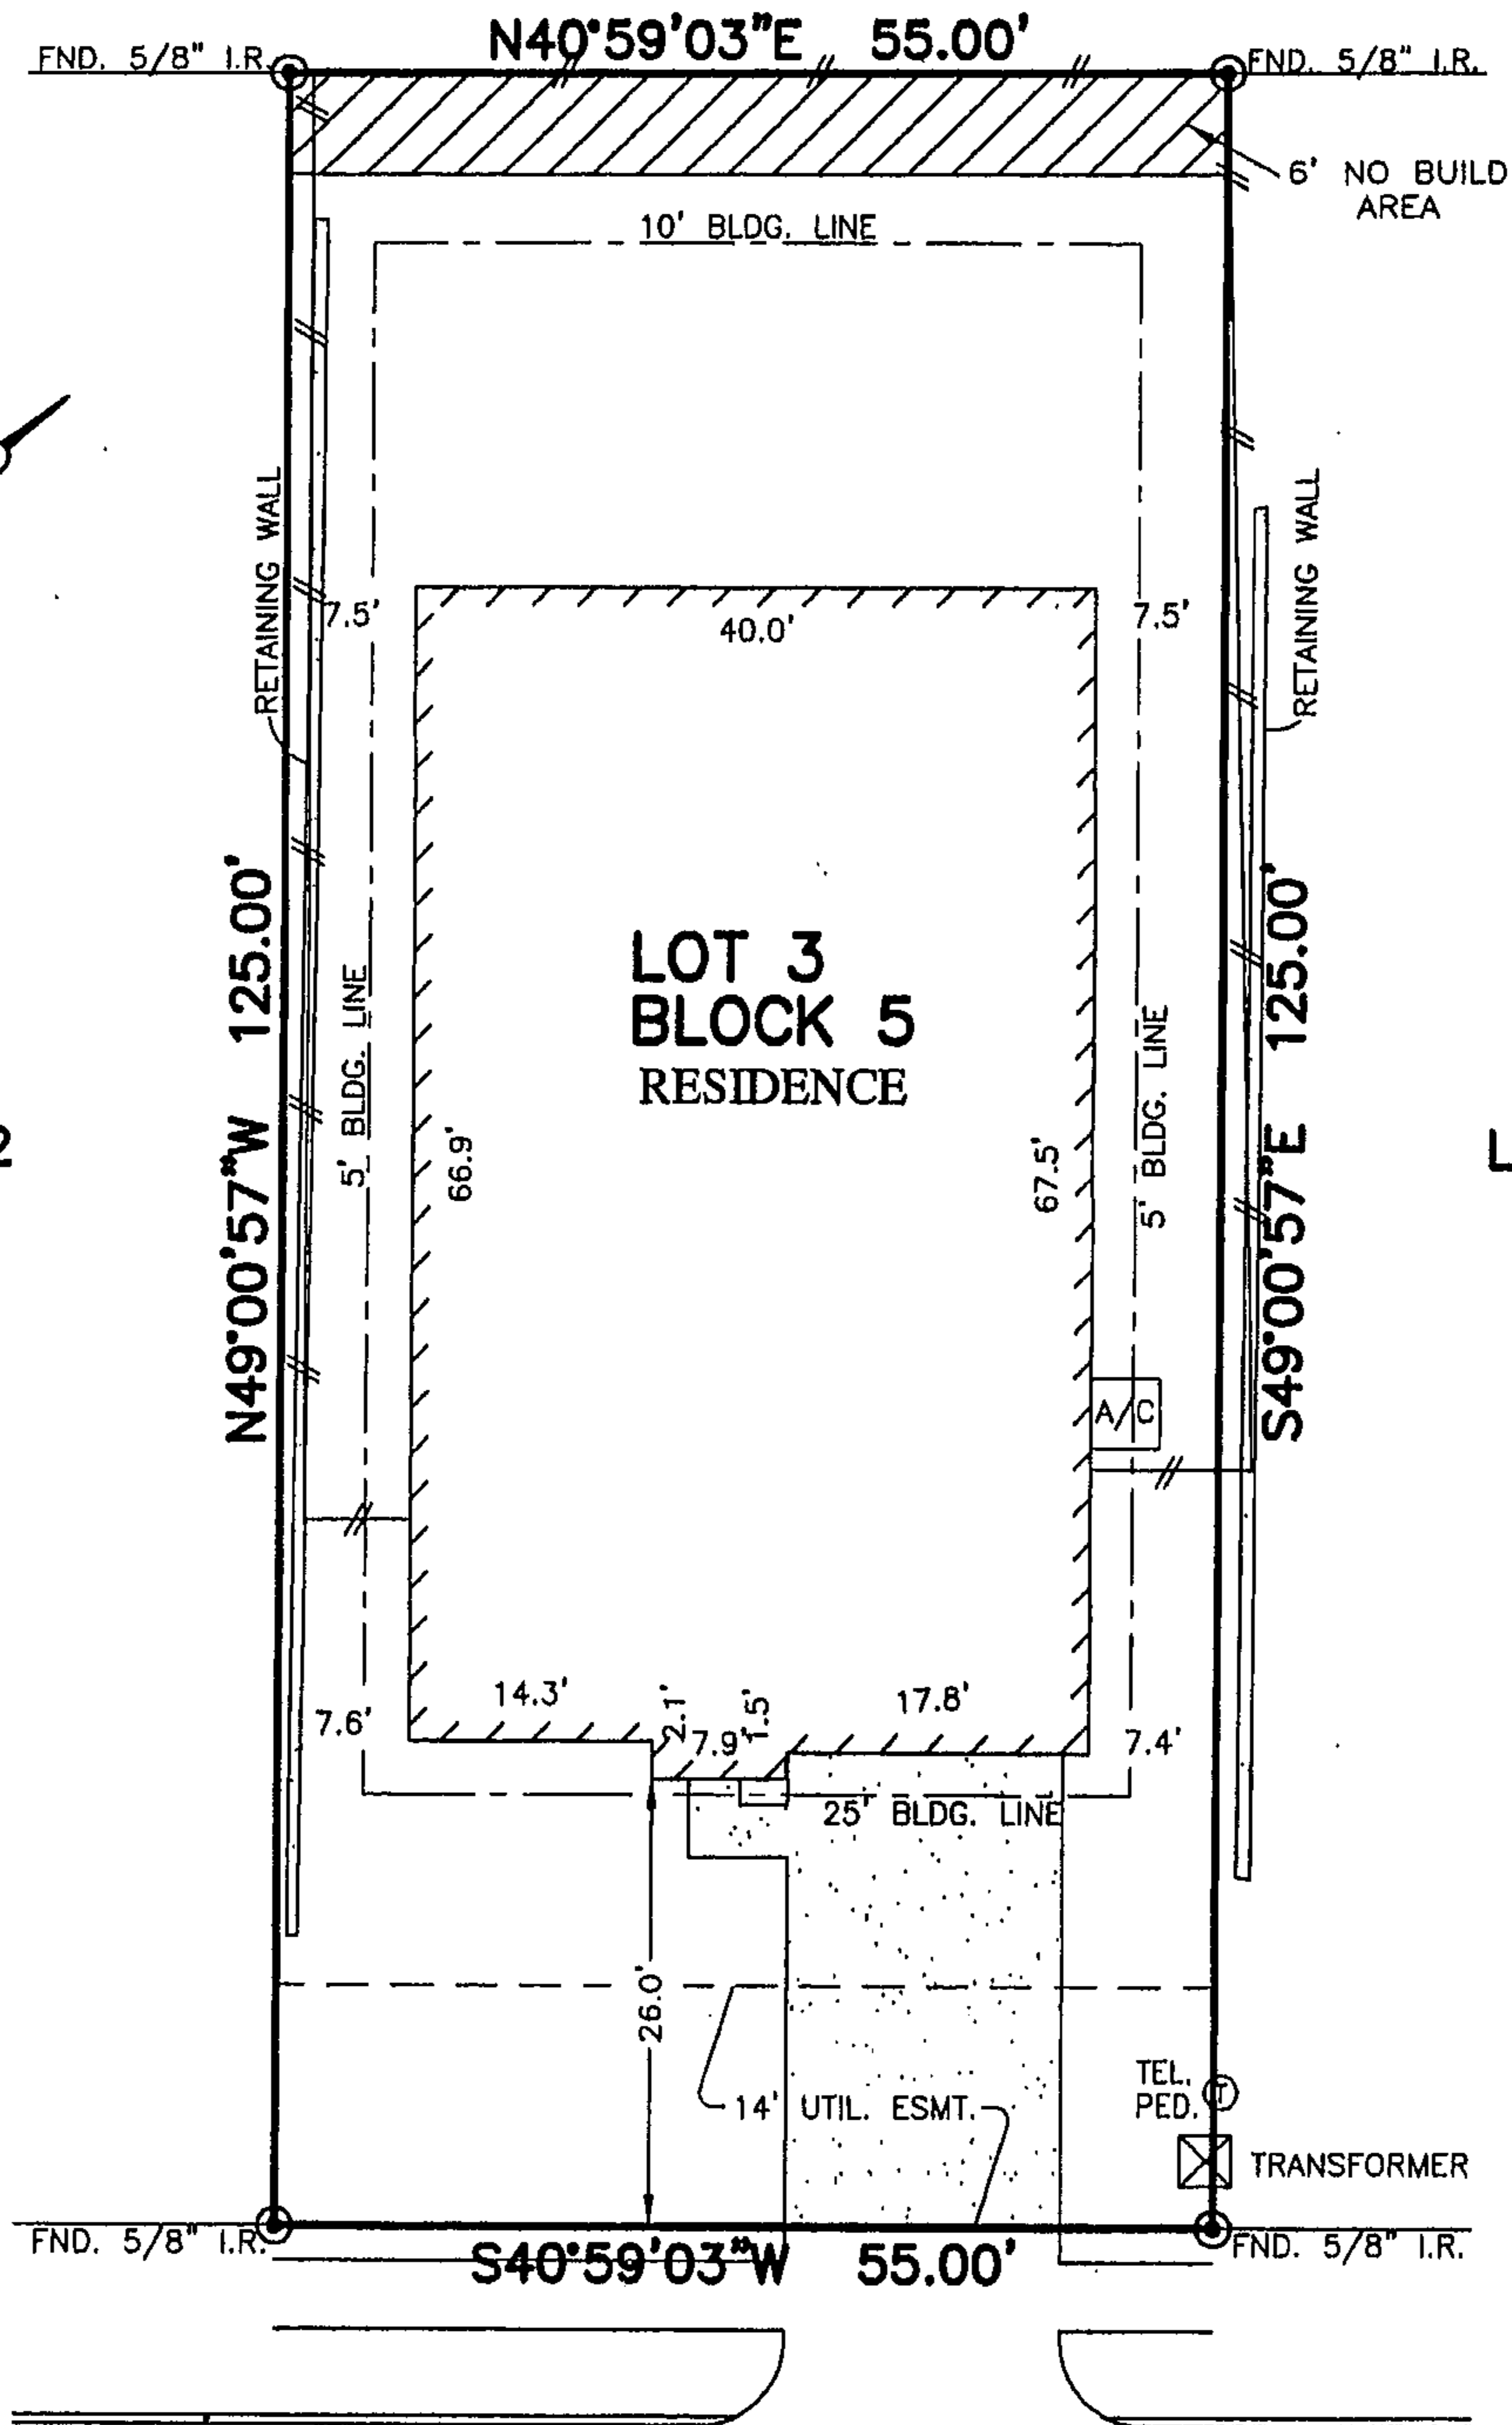 N40°59'03"E 55.00'
FND. 5/8" I.R.
FND. 5/8" I.R.
6' NO BUILD
AREA
10' BLDG. LINE
RETAINING WALL
7.5'
40.0'
7.5'
RETAINING WALL
N49°00'57"W 125.00'
5' BLDG. LINE
66.9'
LOT 3
BLOCK 5
RESIDENCE
67.5'
5' BLDG. LINE
S49°00'57"E 125.00'
L
A/C
14.3'
2.1'
7.9'
1.5'
17.8'
7.6'
7.4'
25' BLDG. LINE
26.0'
14' UTIL. ESMT.
TEL.
PED.
T
TRANSFORMER
FND. 5/8" I.R.
S40°59'03"W 55.00'
FND. 5/8" I.R.